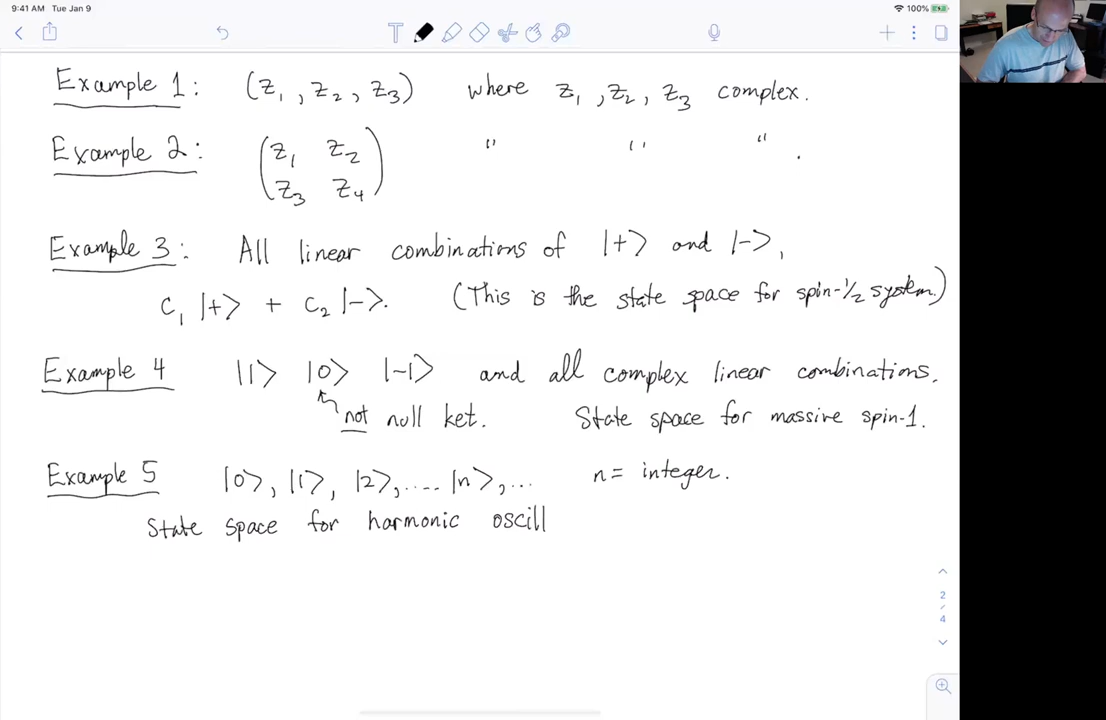 9:41 AM Tue Jan 9
100%
Example 1: (z₁, z₂, z₃) where z₁, z₂, z₃ complex.
Example 2: (z₁ z₂ " " " .
z₃ z₄)
Example 3: All linear combinations of |+> and |->,
c₁ |+> + c₂ |->. (This is the state space for spin-1/2 system.)
Example 4 |1> |0> |-1> and all complex linear combinations.
not null ket. State space for massive spin-1.
Example 5 |0>, |1>, |2>, .... |n>, ... n = integer.
State space for harmonic oscill
2
/
4